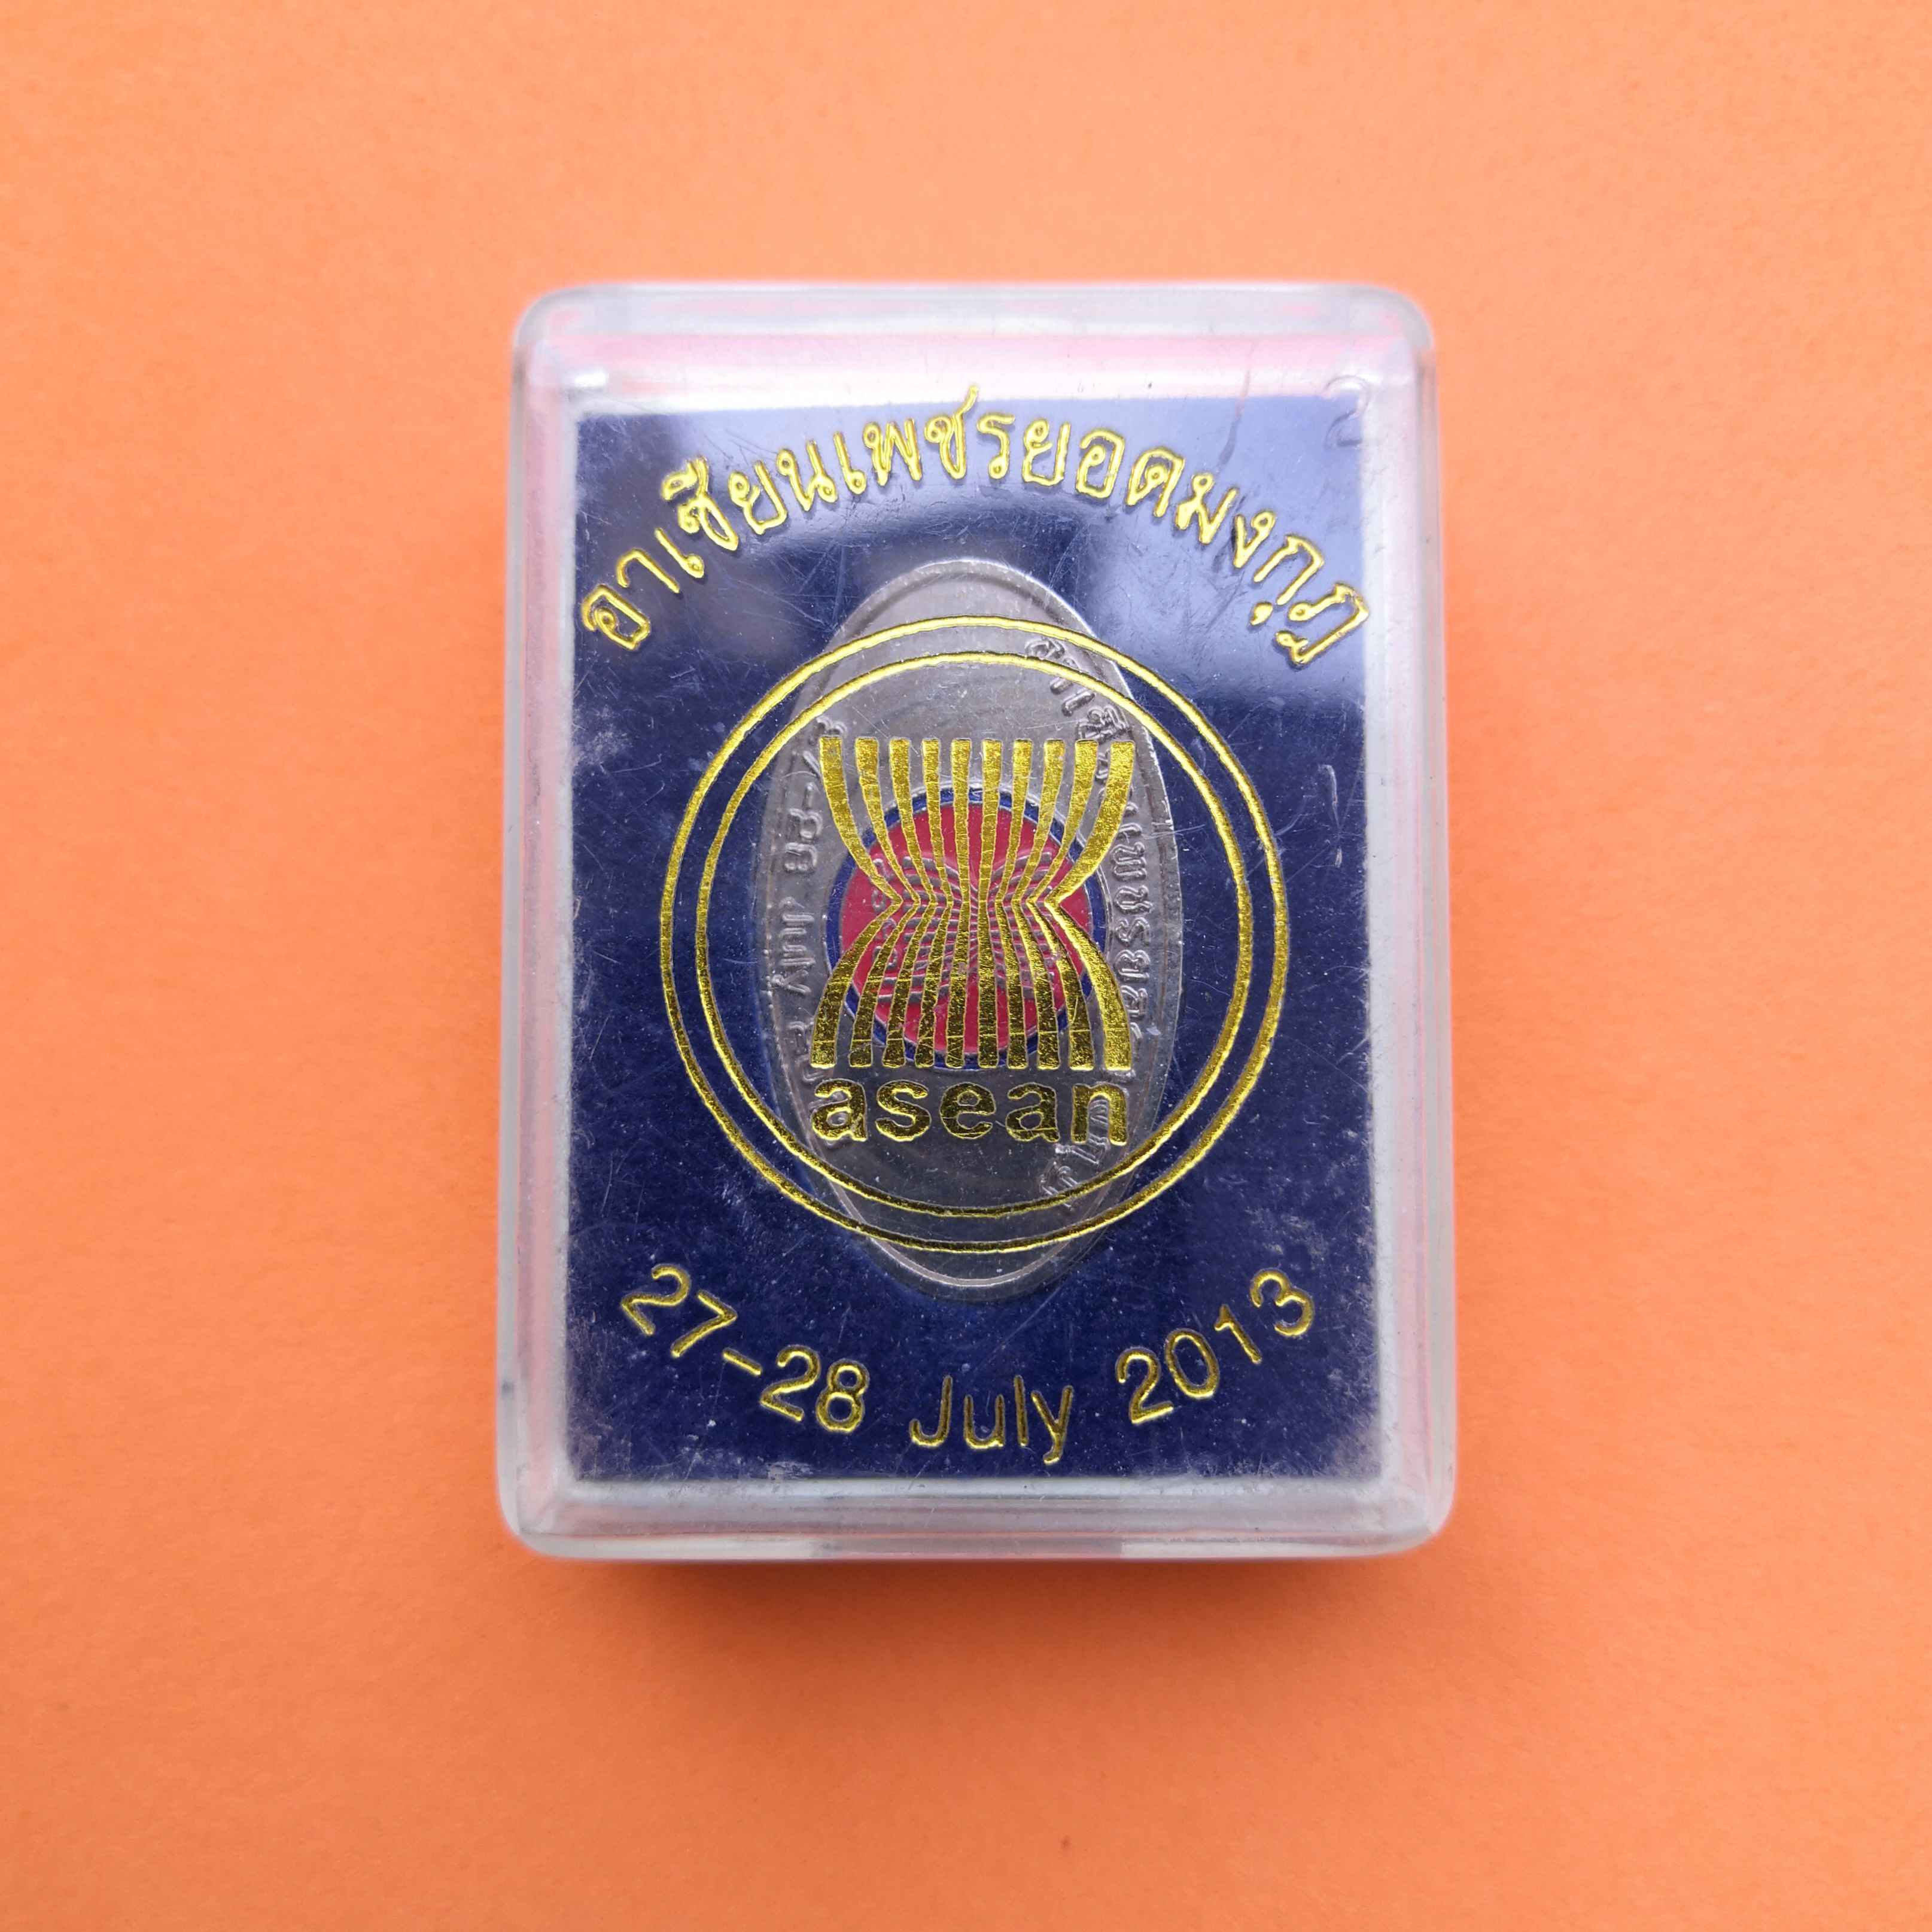 อาเซียนเพชรยอดมงกุฎ
asean
27-28 July 2013